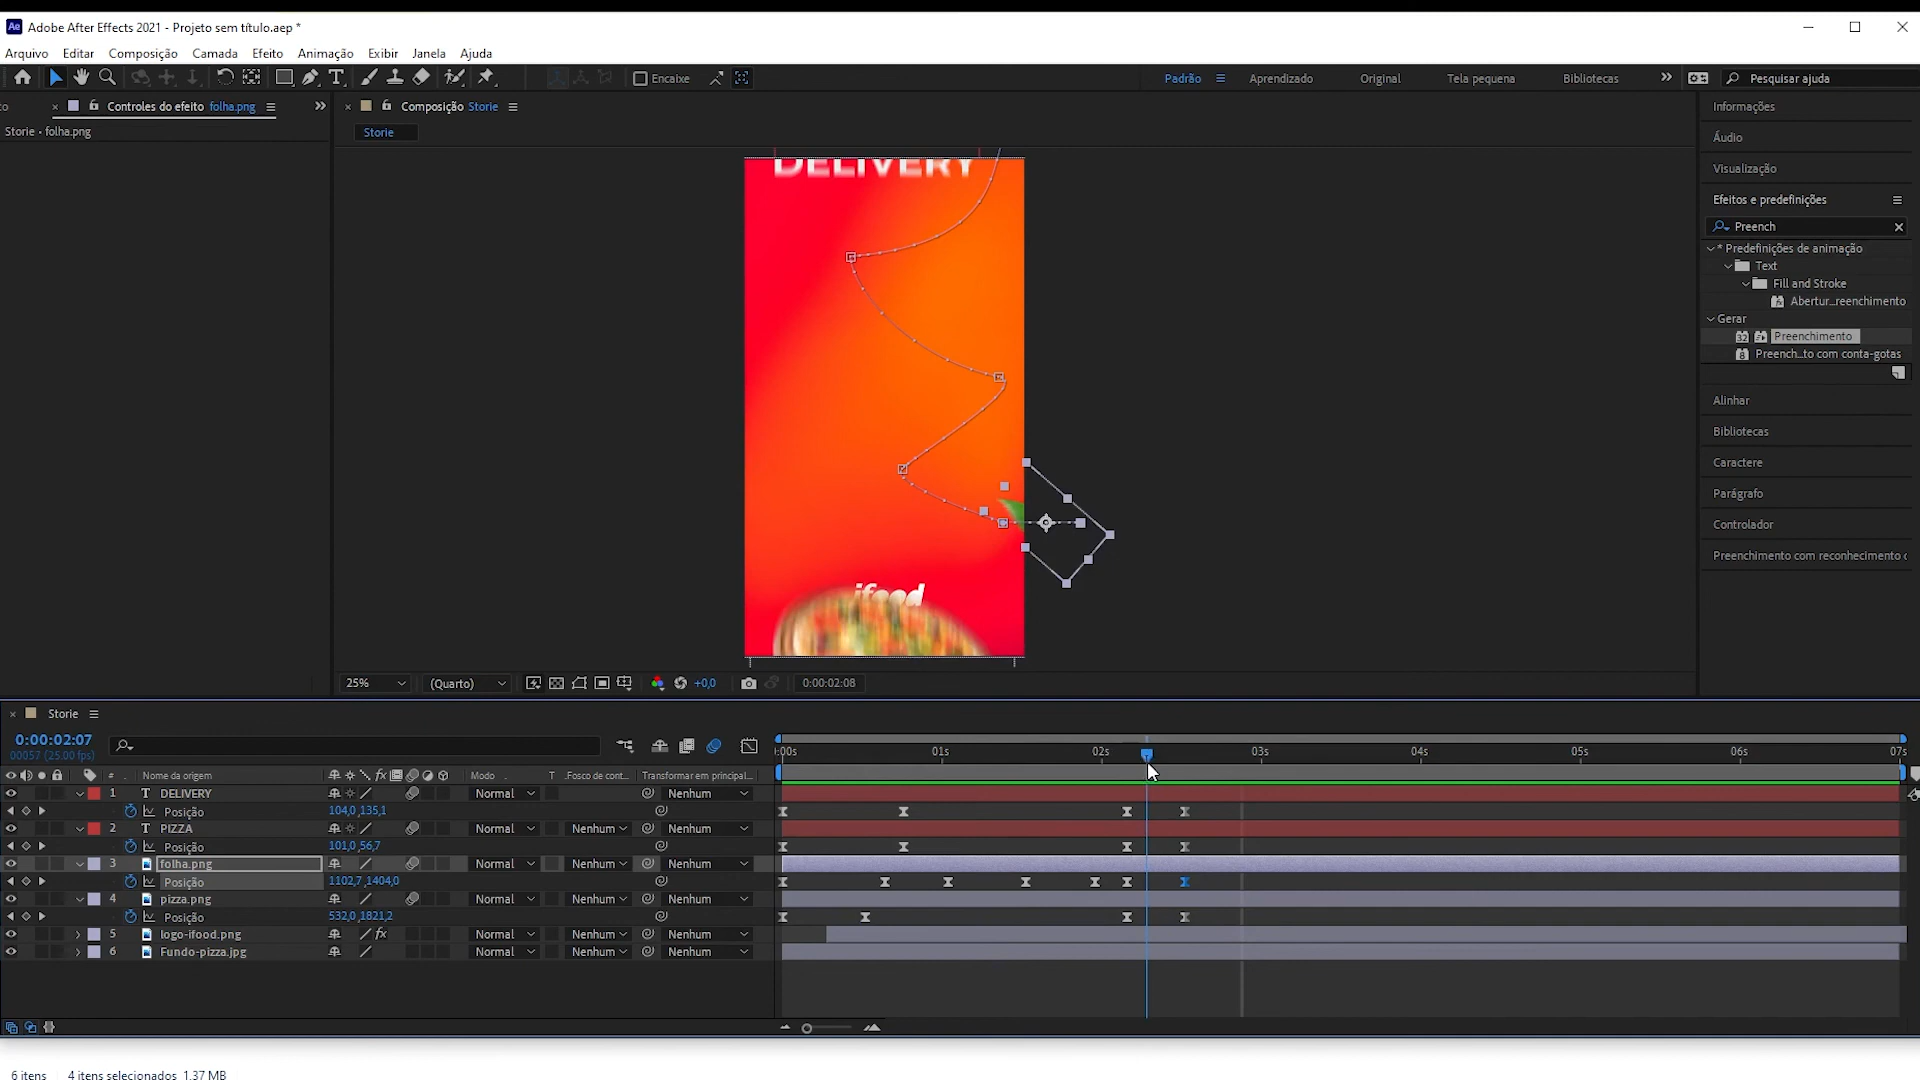 Ae Adobe After Effects 2021 - Projeto sem título.aep *
Arquivo Editar Composição Camada Efeito Animação Exibir Janela Ajuda
Encaixe
Padrão Aprendizado Original Tela pequena Bibliotecas Pesquisar ajuda
Controles do efeito folha.png
Storie • folha.png
Composição Storie
Storie
DELIVERY
ifood
25% (Quarto) +0,0 0:00:02:08
Informações
Áudio
Visualização
Efeitos e predefinições
Preench
* Predefinições de animação
Text
Fill and Stroke
Abertur...reenchimento
Gerar
32 Preenchimento
8 Preench...to com conta-gotas
Alinhar
Bibliotecas
Caractere
Parágrafo
Controlador
Preenchimento com reconhecimento c
Storie
0:00:02:07
00057 (25.00 fps)
:00s 01s 02s 03s 04s 05s 06s 07s
# Nome da origem fx Modo T .Fosco de cont... Transformar em principal...
1 T DELIVERY Normal Nenhum
Posição 104,0,135,1
2 T PIZZA Normal Nenhum Nenhum
Posição 101,0,56,7
3 folha.png Normal Nenhum Nenhum
Posição 1102,7,1404,0
4 pizza.png Normal Nenhum Nenhum
Posição 532,0,1821,2
5 logo-ifood.png fx Normal Nenhum Nenhum
6 Fundo-pizza.jpg Normal Nenhum Nenhum
6 itens 4 itens selecionados 1,37 MB